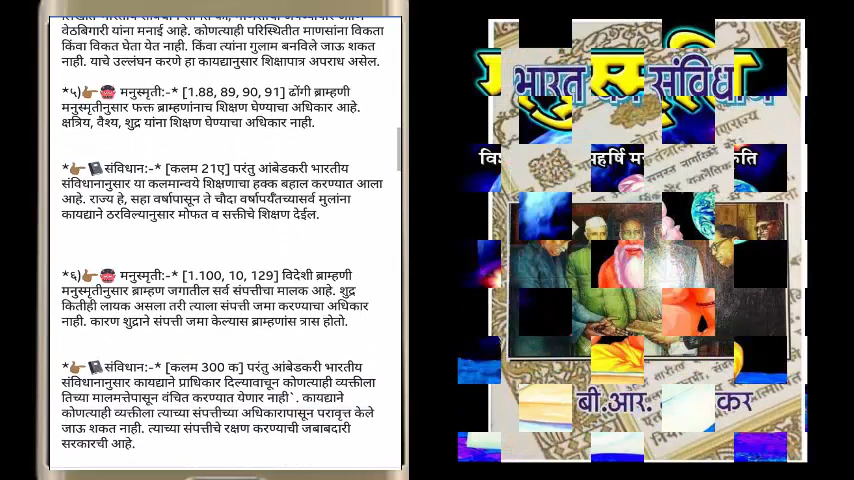 वेठबिगारी यांना मनाई आहे. कोणत्याही परिस्थितीत माणसांना विकता
किंवा विकत घेता येत नाही. किंवा त्यांना गुलाम बनविले जाऊ शकत
नाही. याचे उल्लंघन करणे हा कायद्यानुसार शिक्षापात्र अपराध असेल.
*५)👉🏽👹 मनुस्मृती:-* [1.88, 89, 90, 91] ढोंगी ब्राम्हणी
मनुस्मृतीनुसार फक्त ब्राम्हणांनाच शिक्षण घेण्याचा अधिकार आहे.
क्षत्रिय, वैश्य, शुद्र यांना शिक्षण घेण्याचा अधिकार नाही.
*👉🏽📓संविधान:-* [कलम 21ए] परंतु आंबेडकरी भारतीय
संविधानानुसार या कलमान्वये शिक्षणाचा हक्क बहाल करण्यात आला
आहे. राज्य हे, सहा वर्षापासून ते चौदा वर्षापर्यंतच्यासर्व मुलांना
कायद्याने ठरविल्यानुसार मोफत व सक्तीचे शिक्षण देईल.
*६)👉🏽👹 मनुस्मृती:-* [1.100, 10, 129] विदेशी ब्राम्हणी
मनुस्मृतीनुसार ब्राम्हण जगातील सर्व संपत्तीचा मालक आहे. शुद्र
कितीही लायक असला तरी त्याला संपत्ती जमा करण्याचा अधिकार
नाही. कारण शुद्राने संपत्ती जमा केल्यास ब्राम्हणांस त्रास होतो.
*👉🏽📓संविधान:-* [कलम 300 क] परंतु आंबेडकरी भारतीय
संविधानानुसार कायद्याने प्राधिकार दिल्यावाचून कोणत्याही व्यक्तीला
तिच्या मालमत्तेपासून वंचित करण्यात येणार नाही`. कायद्याने
कोणत्याही व्यक्तीला त्याच्या संपत्तीच्या अधिकारापासून परावृत्त केले
जाऊ शकत नाही. त्याच्या संपत्तीचे रक्षण करण्याची जबाबदारी
सरकारची आहे.
भारत का संविधान
बी.आर.